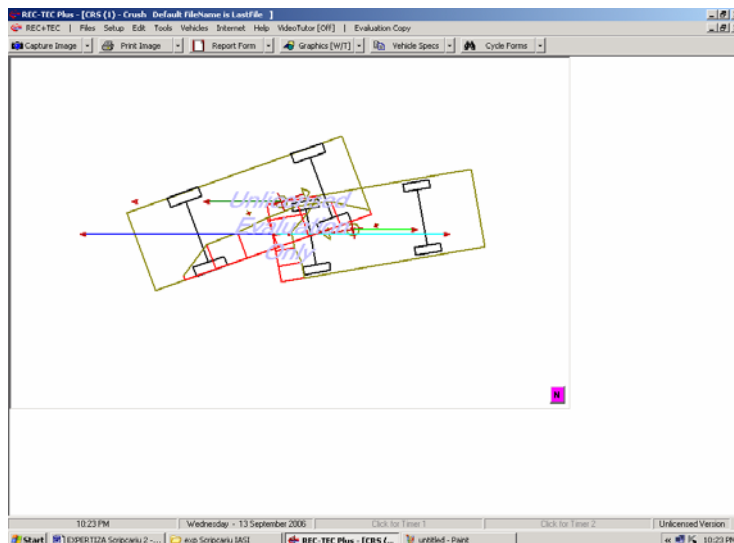 REC-TEC Plus - [CRS (1) - Crush Default FileName is LastFile ]
REC+TEC | Files Setup Edit Tools Vehicles Internet Help VideoTutor [Off] | Evaluation Copy
Capture Image Print Image Report Form Graphics [W/T] Vehicle Specs Cycle Forms
Unlicensed
Evaluation
Only
N
10:23 PM Wednesday - 13 September 2006 Click for Timer 1 Click for Timer 2 Unlicensed Version
Start EXPERTIZA Scripcariu 2 -... exp Scripcariu IASI REC-TEC Plus - [CRS (... untitled - Paint 10:23 PM